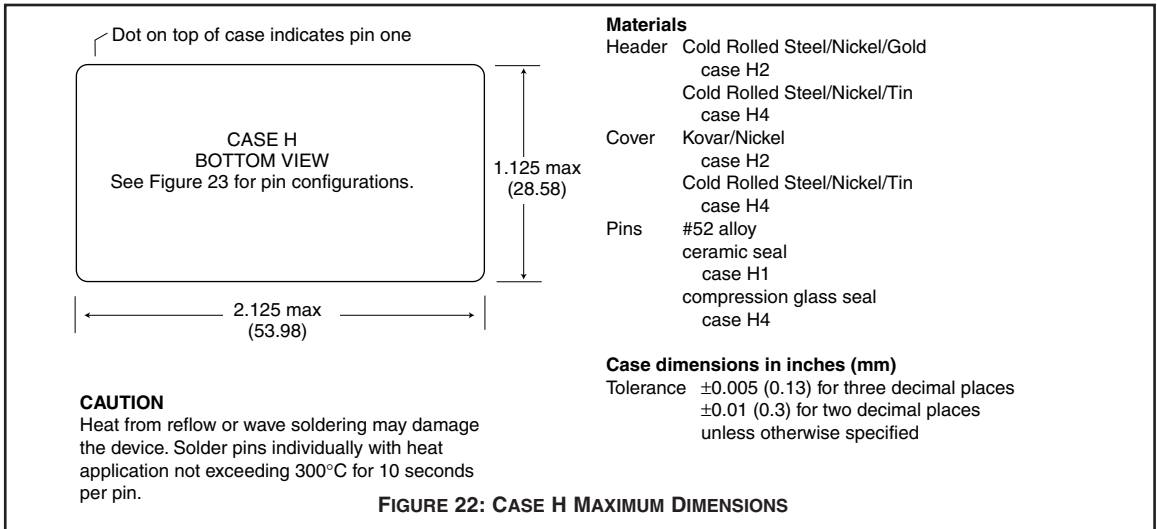 Dot on top of case indicates pin one
CASE H
BOTTOM VIEW
See Figure 23 for pin configurations.
1.125 max
(28.58)
2.125 max
(53.98)
CAUTION
Heat from reflow or wave soldering may damage
the device. Solder pins individually with heat
application not exceeding 300°C for 10 seconds
per pin.
Materials
Header Cold Rolled Steel/Nickel/Gold
case H2
Cold Rolled Steel/Nickel/Tin
case H4
Cover Kovar/Nickel
case H2
Cold Rolled Steel/Nickel/Tin
case H4
Pins #52 alloy
ceramic seal
case H1
compression glass seal
case H4
Case dimensions in inches (mm)
Tolerance ±0.005 (0.13) for three decimal places
±0.01 (0.3) for two decimal places
unless otherwise specified
FIGURE 22: CASE H MAXIMUM DIMENSIONS